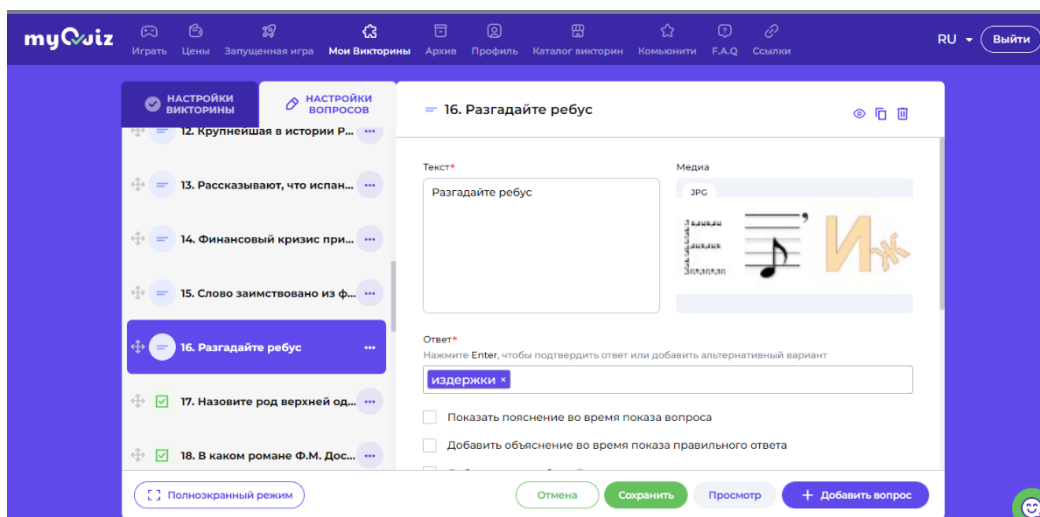 myQuiz
Играть
Цены
Запущенная игра
Мои Викторины
Архив
Профиль
Каталог викторин
Комьюнити
F.A.Q
Ссылки
RU
Выйти
НАСТРОЙКИ
ВИКТОРИНЫ
НАСТРОЙКИ
ВОПРОСОВ
12. Крупнейшая в истории Р...
13. Рассказывают, что испан...
14. Финансовый кризис при...
15. Слово заимствовано из ф...
16. Разгадайте ребус
17. Назовите род верхней од...
18. В каком романе Ф.М. Дос...
Полноэкранный режим
16. Разгадайте ребус
Текст*
Разгадайте ребус
Медиа
JPG
Ответ*
Нажмите Enter, чтобы подтвердить ответ или добавить альтернативный вариант
издержки ×
Показать пояснение во время показа вопроса
Добавить объяснение во время показа правильного ответа
Отмена
Сохранить
Просмотр
+ Добавить вопрос